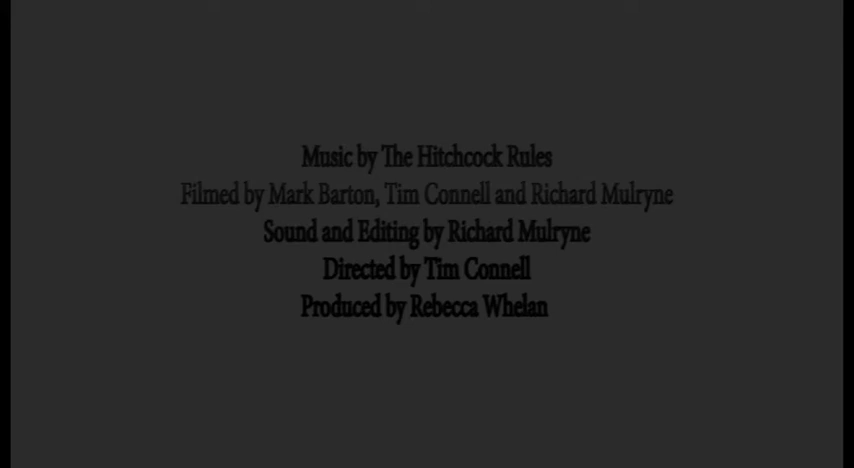 Music by The Hitchcock Rules
Filmed by Mark Barton, Tim Connell and Richard Mulryne
Sound and Editing by Richard Mulryne
Directed by Tim Connell
Produced by Rebecca Whelan